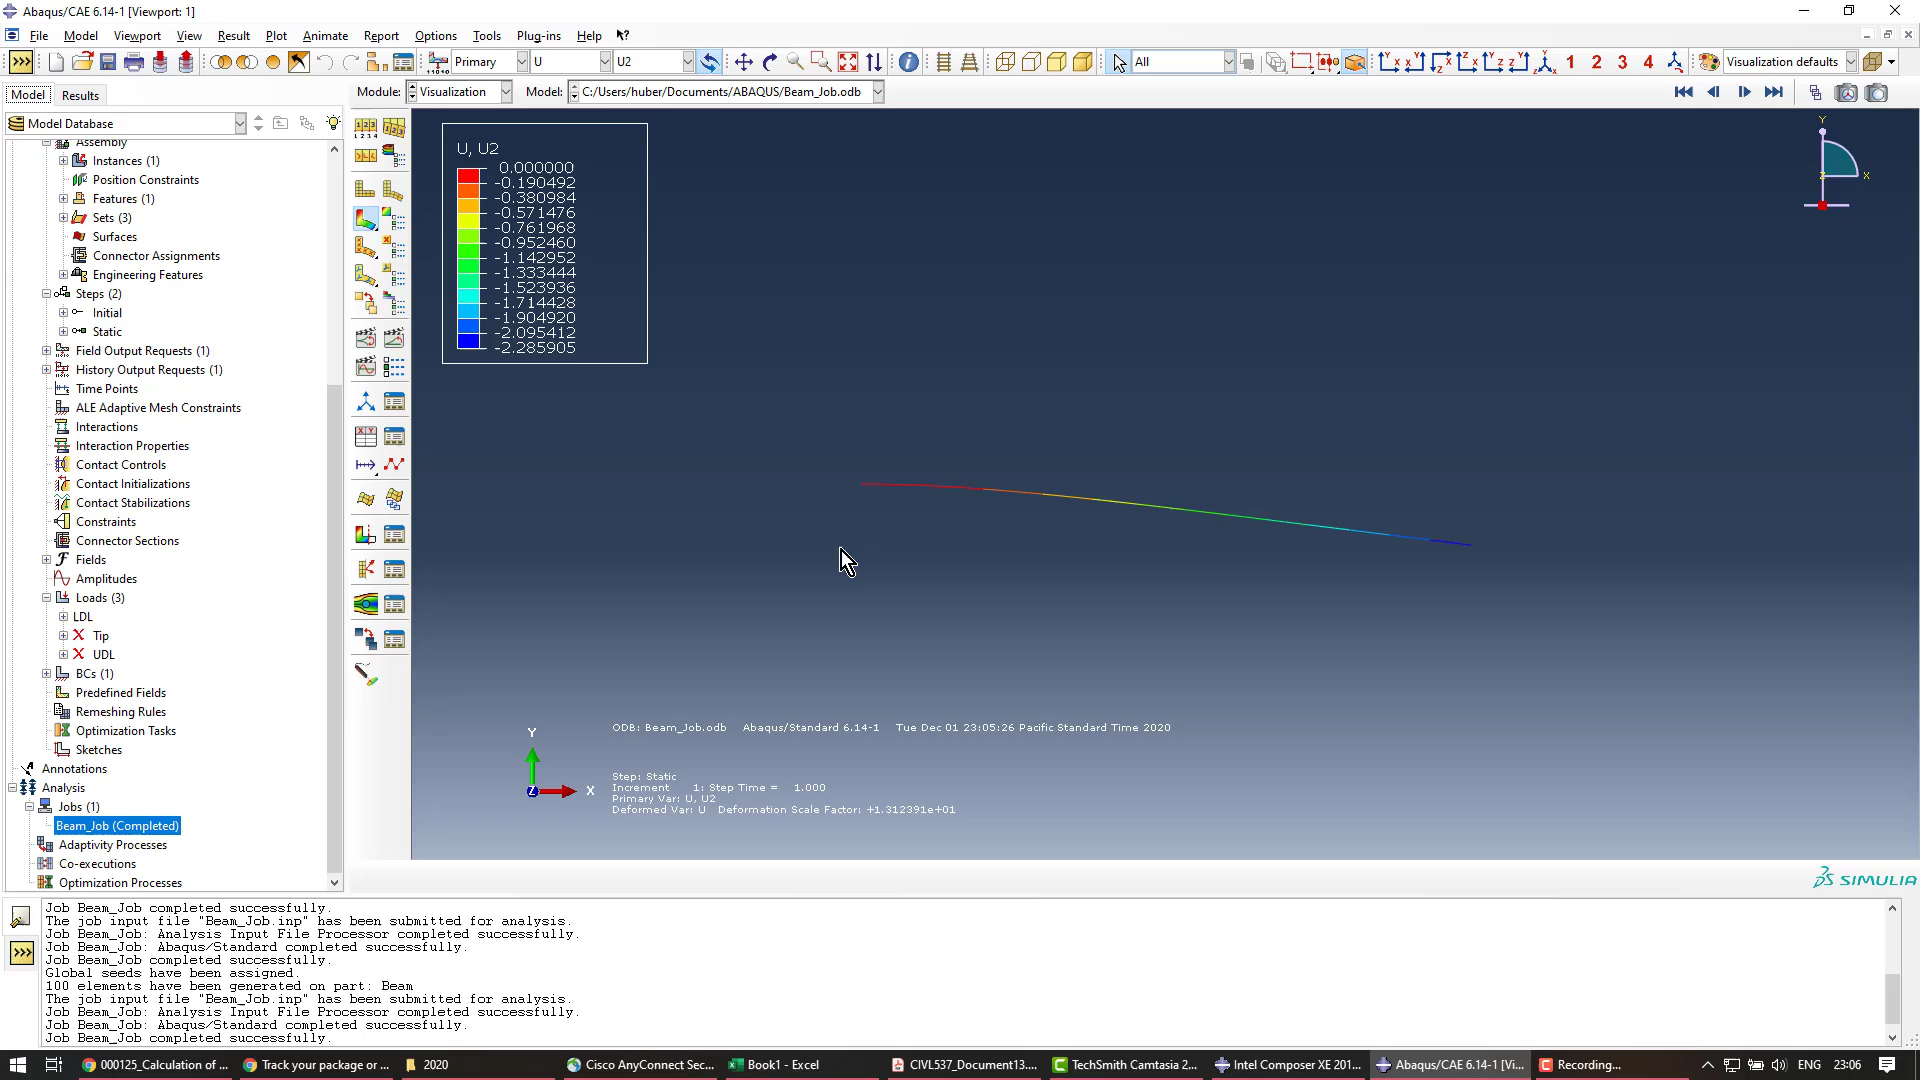 Abaqus/CAE 6.14-1 [Viewport: 1]
File Model Viewport View Result Plot Animate Report Options Tools Plug-ins Help
Primary U U2 All 1 2 3 4 Visualization defaults
Model Results
Module: Visualization Model: C:/Users/huber/Documents/ABAQUS/Beam_Job.odb
Model Database
Assembly
Instances (1)
Position Constraints
Features (1)
Sets (3)
Surfaces
Connector Assignments
Engineering Features
Steps (2)
Initial
Static
Field Output Requests (1)
History Output Requests (1)
Time Points
ALE Adaptive Mesh Constraints
Interactions
Interaction Properties
Contact Controls
Contact Initializations
Contact Stabilizations
Constraints
Connector Sections
Fields
Amplitudes
Loads (3)
LDL
Tip
UDL
BCs (1)
Predefined Fields
Remeshing Rules
Optimization Tasks
Sketches
Annotations
Analysis
Jobs (1)
Beam_Job (Completed)
Adaptivity Processes
Co-executions
Optimization Processes
U, U2
0.000000
-0.190492
-0.380984
-0.571476
-0.761968
-0.952460
-1.142952
-1.333444
-1.523936
-1.714428
-1.904920
-2.095412
-2.285905
Y
X
Z
Y
X
Z
ODB: Beam_Job.odb Abaqus/Standard 6.14-1 Tue Dec 01 23:05:26 Pacific Standard Time 2020
Step: Static
Increment 1: Step Time = 1.000
Primary Var: U, U2
Deformed Var: U Deformation Scale Factor: +1.312391e+01
SIMULIA
Job Beam_Job completed successfully.
The job input file "Beam_Job.inp" has been submitted for analysis.
Job Beam_Job: Analysis Input File Processor completed successfully.
Job Beam_Job: Abaqus/Standard completed successfully.
Job Beam_Job completed successfully.
Global seeds have been assigned.
100 elements have been generated on part: Beam
The job input file "Beam_Job.inp" has been submitted for analysis.
Job Beam_Job: Analysis Input File Processor completed successfully.
Job Beam_Job: Abaqus/Standard completed successfully.
Job Beam_Job completed successfully.
000125_Calculation of ... Track your package or ... 2020 Cisco AnyConnect Sec... Book1 - Excel CIVL537_Document13.... TechSmith Camtasia 2... Intel Composer XE 201... Abaqus/CAE 6.14-1 [Vi... Recording... ENG 23:06